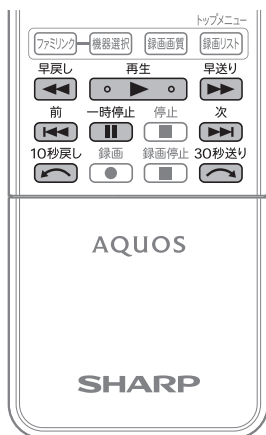 トップメニュー
ファミリンク 機器選択 録画画質 録画リスト
早戻し 再生 早送り
前 一時停止 停止 次
10秒戻し 録画 録画停止 30秒送り
AQUOS
SHARP